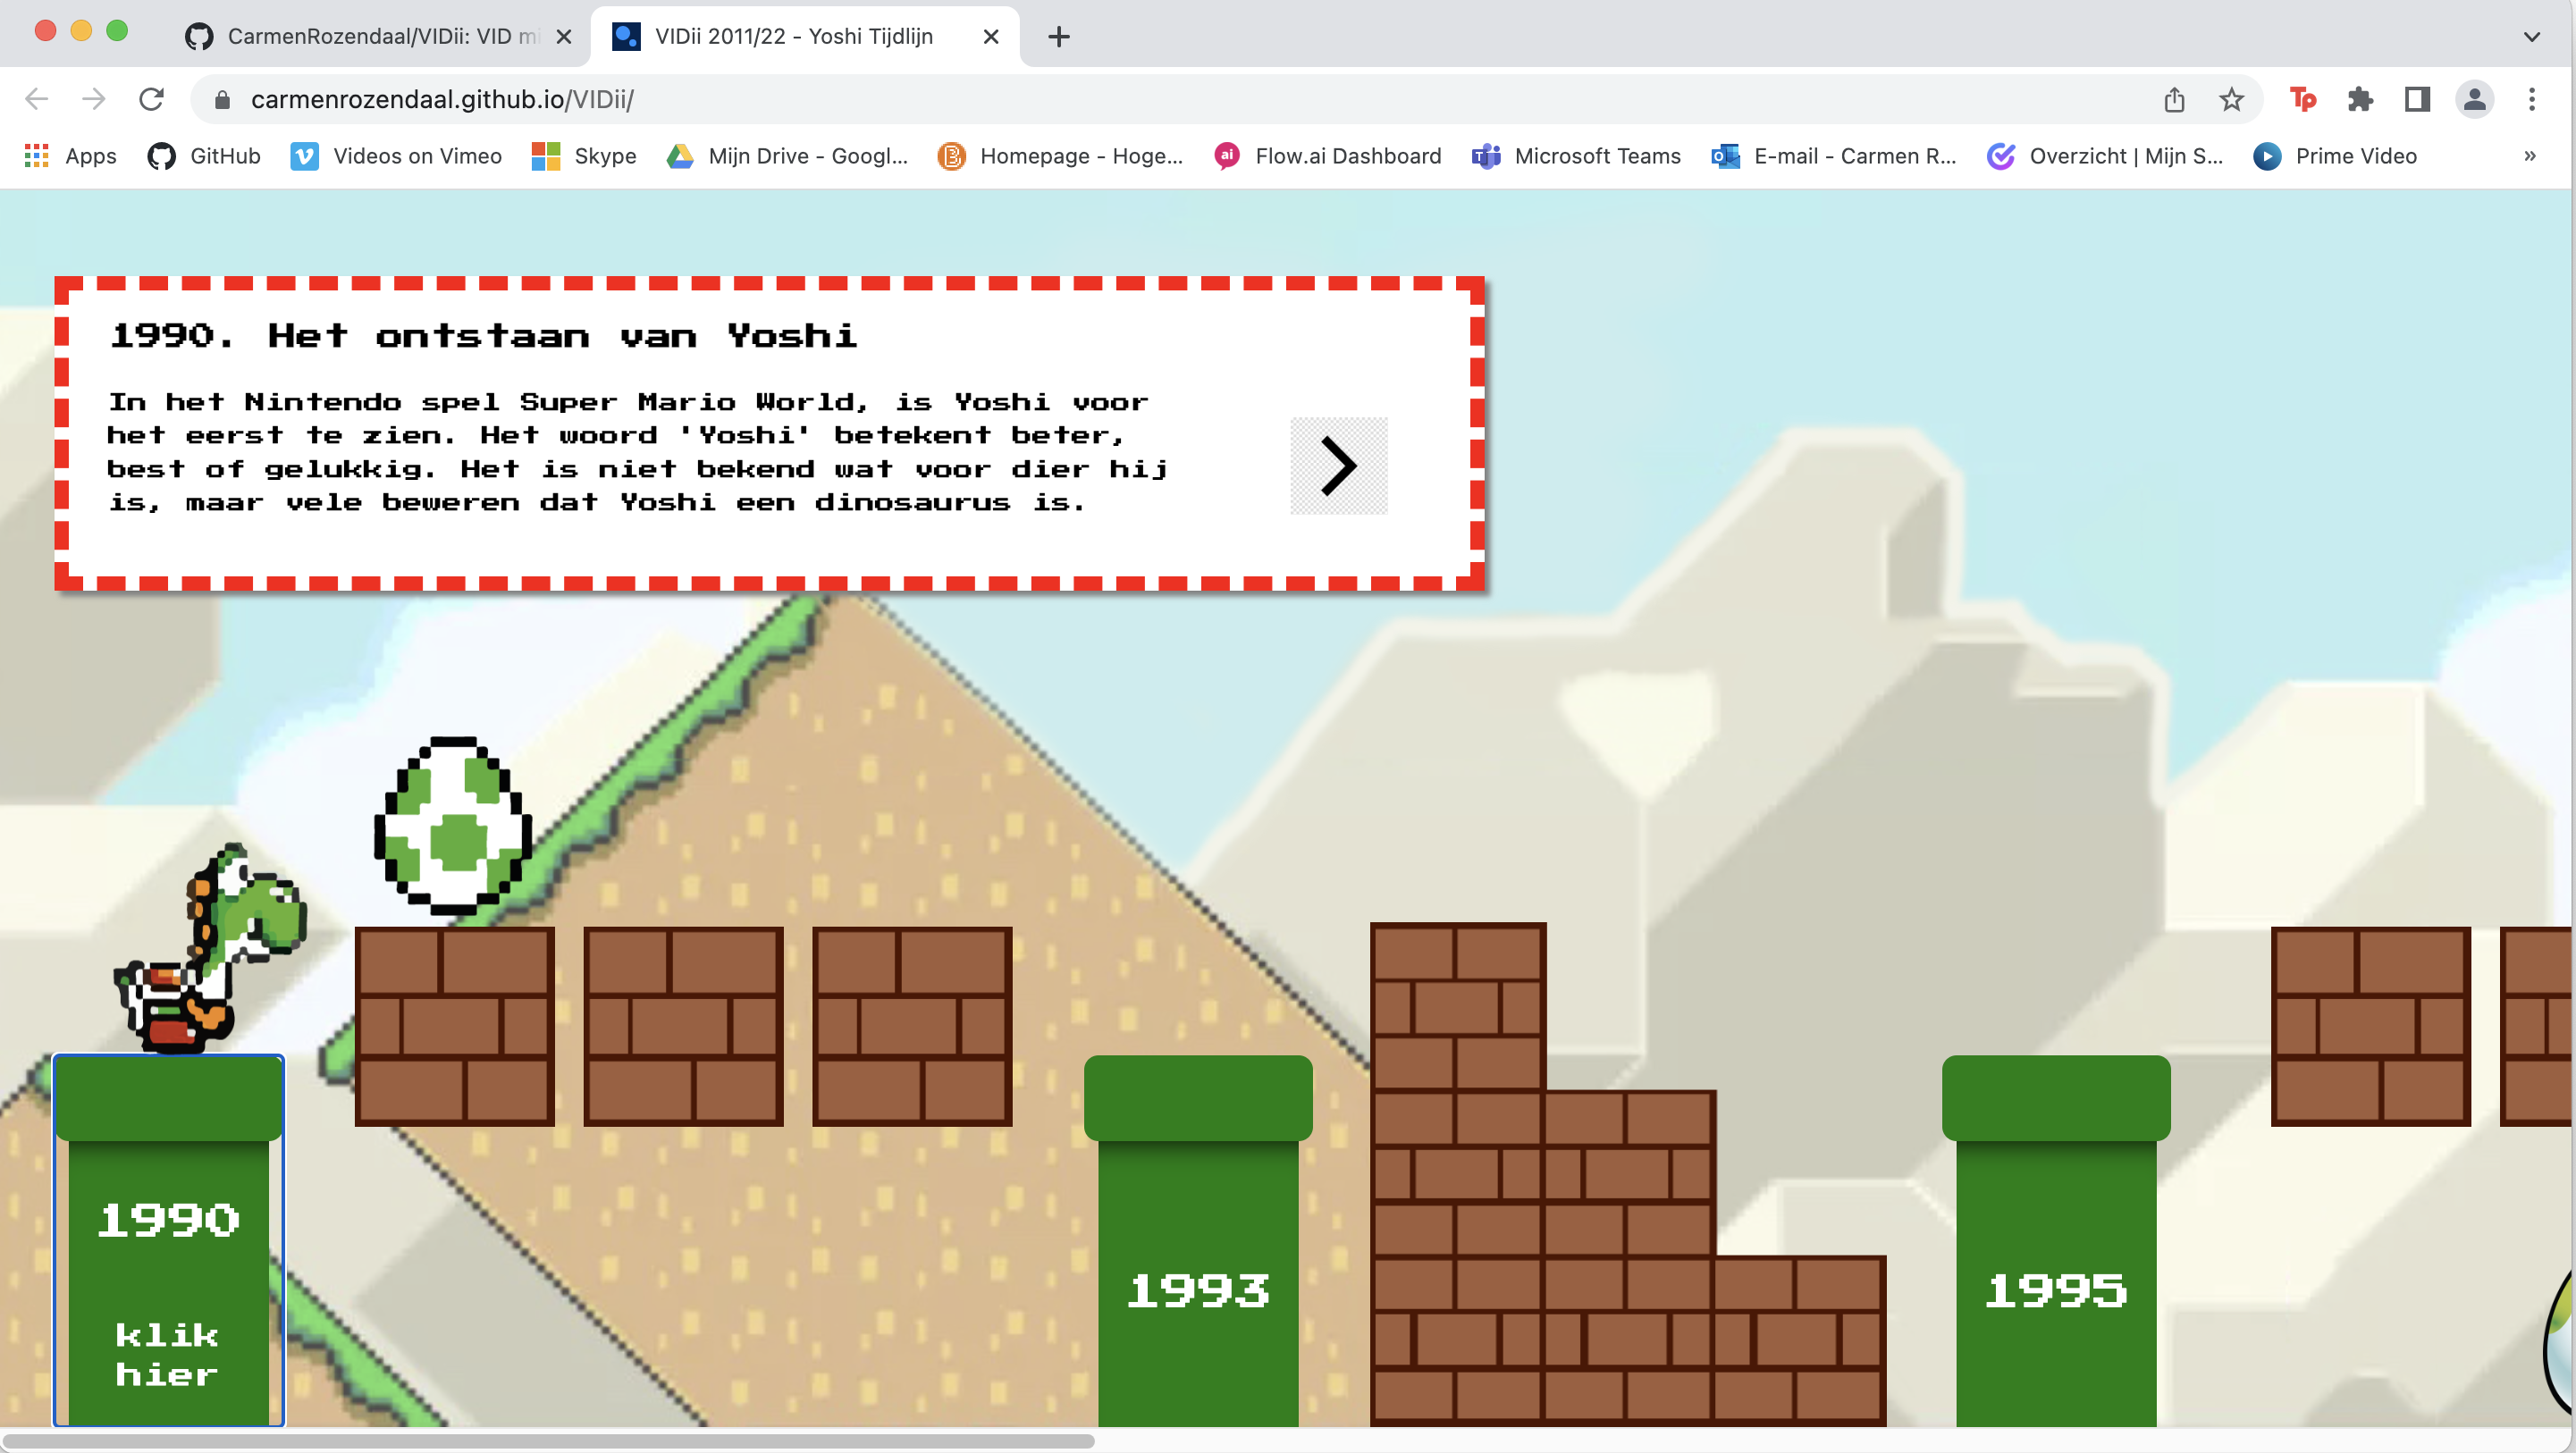 CarmenRozendaal/VIDii: VID mi
VIDii 2011/22 - Yoshi Tijdlijn
carmenrozendaal.github.io/VIDii/
Tp
Apps
GitHub
Videos on Vimeo
Skype
Mijn Drive - Googl...
Homepage - Hoge...
ai
Flow.ai Dashboard
Microsoft Teams
E-mail - Carmen R...
Overzicht | Mijn S...
Prime Video
»
1990. Het ontstaan van Yoshi
In het Nintendo spel Super Mario World, is Yoshi voor
het eerst te zien. Het woord 'Yoshi' betekent beter,
best of gelukkig. Het is niet bekend wat voor dier hij
is, maar vele beweren dat Yoshi een dinosaurus is.
1990
klik
hier
1993
1995